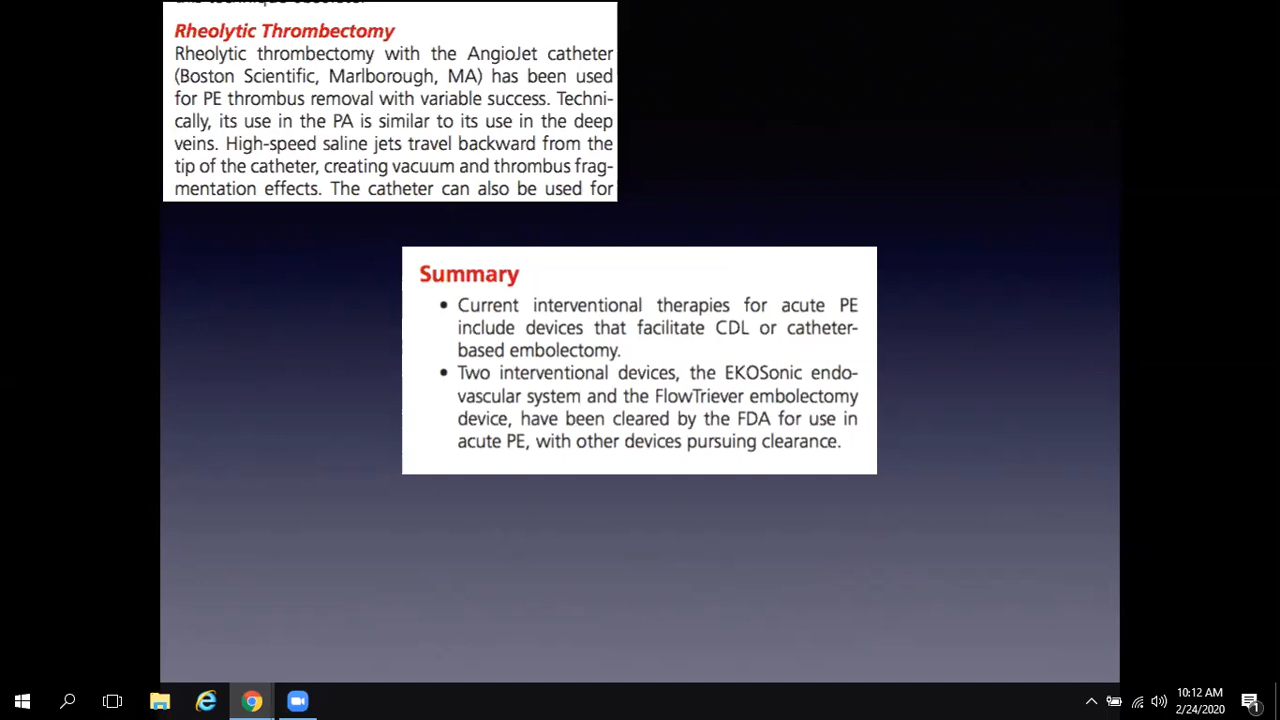 Rheolytic Thrombectomy
Rheolytic thrombectomy with the AngioJet catheter
(Boston Scientific, Marlborough, MA) has been used
for PE thrombus removal with variable success. Techni-
cally, its use in the PA is similar to its use in the deep
veins. High-speed saline jets travel backward from the
tip of the catheter, creating vacuum and thrombus frag-
mentation effects. The catheter can also be used for
Summary
• Current interventional therapies for acute PE
include devices that facilitate CDL or catheter-
based embolectomy.
• Two interventional devices, the EKOSonic endo-
vascular system and the FlowTriever embolectomy
device, have been cleared by the FDA for use in
acute PE, with other devices pursuing clearance.
10:12 AM
2/24/2020
1